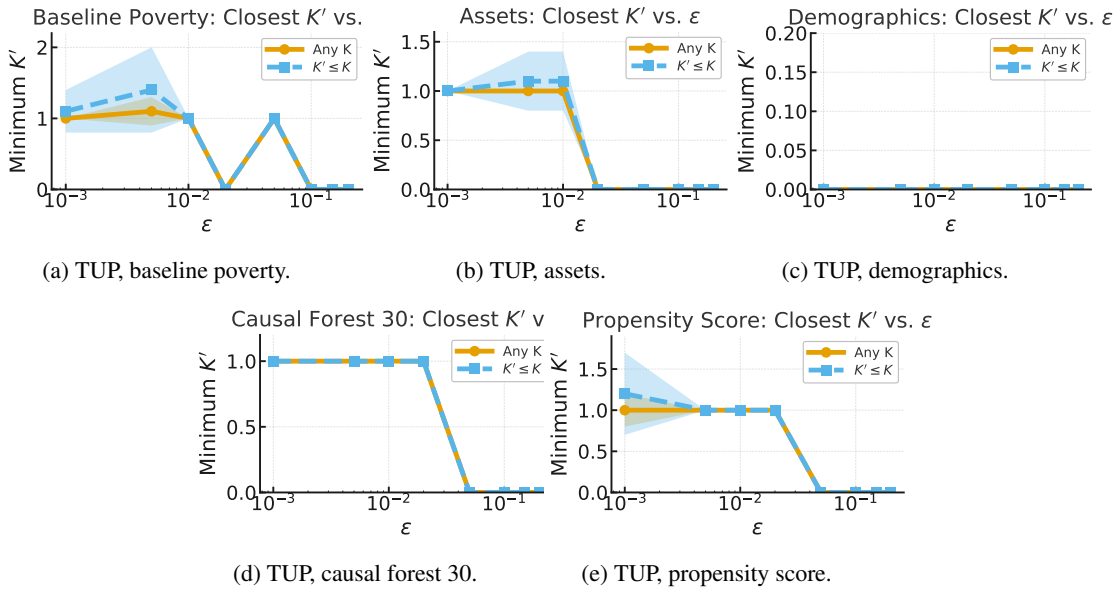 Baseline Poverty: Closest K′ vs.
Minimum K′
2
1
0
10⁻³
10⁻²
10⁻¹
ε
Any K
K′ ≤ K
(a) TUP, baseline poverty.
Assets: Closest K′ vs. ε
Minimum K′
1.5
1.0
0.5
0.0
10⁻³
10⁻²
10⁻¹
ε
Any K
K′ ≤ K
(b) TUP, assets.
Demographics: Closest K′ vs. ε
Minimum K′
0.20
0.15
0.10
0.05
0.00
10⁻³
10⁻²
10⁻¹
ε
Any K
K′ ≤ K
(c) TUP, demographics.
Causal Forest 30: Closest K′ v
Minimum K′
1.0
0.5
0.0
10⁻³
10⁻²
10⁻¹
ε
Any K
K′ ≤ K
(d) TUP, causal forest 30.
Propensity Score: Closest K′ vs. ε
Minimum K′
1.5
1.0
0.5
0.0
10⁻³
10⁻²
10⁻¹
ε
Any K
K′ ≤ K
(e) TUP, propensity score.